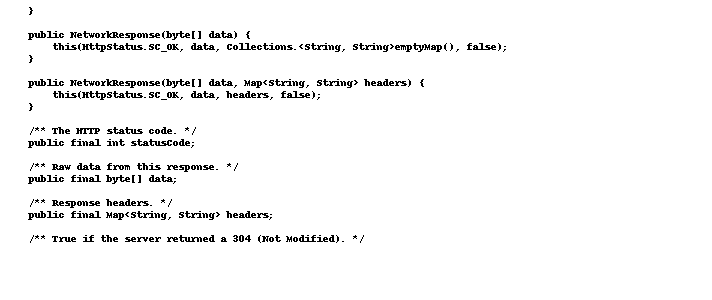 }
public NetworkResponse(byte[] data) {
this(HttpStatus.SC_OK, data, Collections.<String, String>emptyMap(), false);
}
public NetworkResponse(byte[] data, Map<String, String> headers) {
this(HttpStatus.SC_OK, data, headers, false);
}
/** The HTTP status code. */
public final int statusCode;
/** Raw data from this response. */
public final byte[] data;
/** Response headers. */
public final Map<String, String> headers;
/** True if the server returned a 304 (Not Modified). */